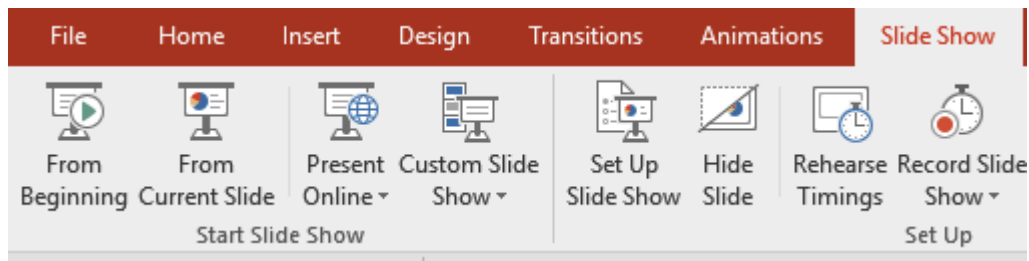 File Home Insert Design Transitions Animations Slide Show
From Beginning
From Current Slide
Present Online
Custom Slide Show
Set Up Slide Show
Hide Slide
Rehearse Timings
Record Slide Show
Start Slide Show
Set Up